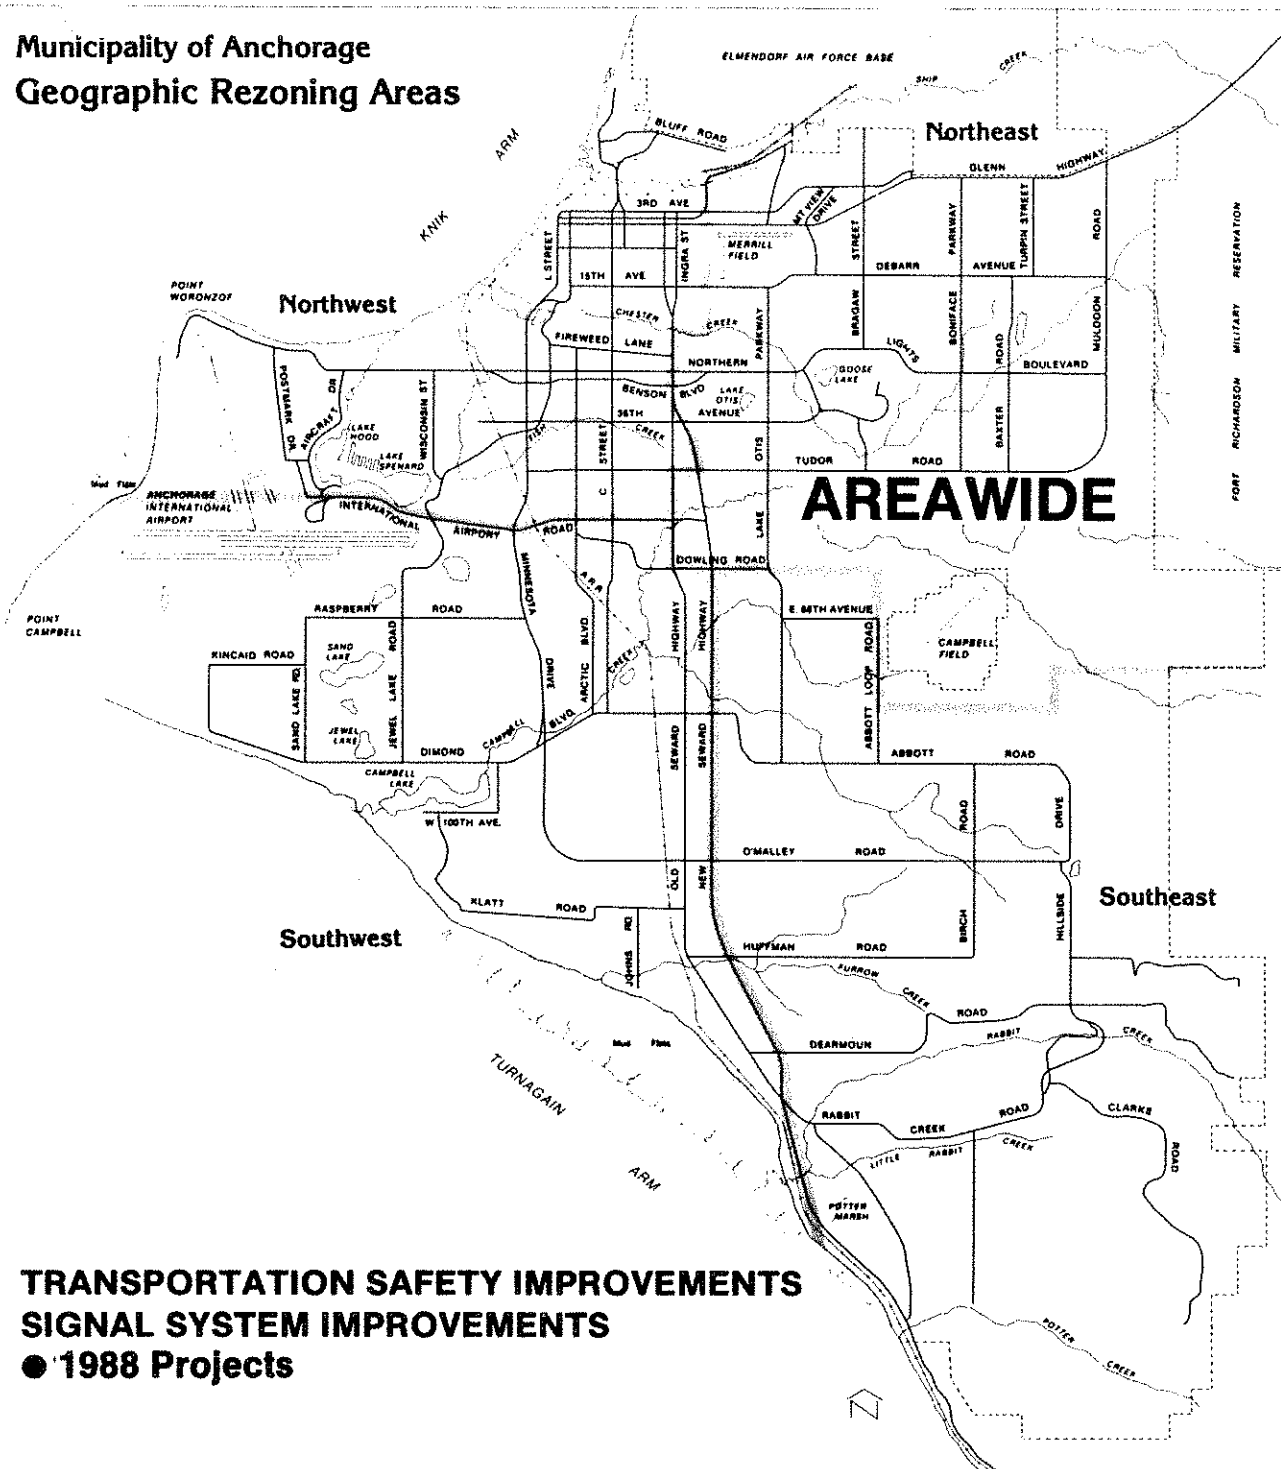 Municipality of Anchorage
Geographic Rezoning Areas
ELMENDORF AIR FORCE BASE
SHIP
CREEK
KNIK
ARM
BLUFF ROAD
Northeast
GLENN
HIGHWAY
3RD AVE
MT VIEW
DRIVE
L STREET
INGRA ST
MERRILL
FIELD
STREET
BRAGAW
PARKWAY
BONIFACE
TURPIN STREET
ROAD
MULDOON
FORT RICHARDSON MILITARY RESERVATION
DEBARR
AVENUE
15TH AVE
POINT
WORONZOF
Northwest
CHESTER
CREEK
PARKWAY
OTIS
LAKE
FIREWEED LANE
NORTHERN
LIGHTS
BOULEVARD
ROAD
BAXTER
BENSON BLVD
LAKE
OTIS
GOOSE
LAKE
36TH
AVENUE
POSTMARK DR.
AIRCRAFT
RD
WISCONSIN ST
LAKE
HOOD
LAKE
SPENARD
FISH
CREEK
STREET
C
TUDOR
ROAD
AREAWIDE
Mud Flats
ANCHORAGE
INTERNATIONAL
AIRPORT
INTERNATIONAL
AIRPORT
ROAD
DOWLING ROAD
MINNESOTA
DRIVE
A.R.R.
RASPBERRY
ROAD
E. 68TH AVENUE
POINT
CAMPBELL
KINCAID ROAD
SAND
LAKE
SAND LAKE RD.
JEWEL LAKE ROAD
JEWEL
LAKE
ARCTIC BLVD.
HIGHWAY
HIGHWAY
SEWARD
SEWARD
OLD
NEW
ABBOTT LOOP ROAD
CAMPBELL
FIELD
DIMOND
BLVD.
CAMPBELL
CREEK
CAMPBELL
LAKE
ABBOTT
ROAD
W 100TH AVE.
ROAD
BIRCH
DRIVE
HILLSIDE
O'MALLEY
ROAD
KLATT
ROAD
Southeast
Southwest
JOHNS RD.
HUFFMAN
ROAD
FURROW
CREEK
ROAD
RABBIT
CREEK
DEARMOUN
Mud Flats
TURNAGAIN
ARM
RABBIT
CREEK
ROAD
CLARKS
ROAD
LITTLE
RABBIT
CREEK
POTTER
MARSH
TRANSPORTATION SAFETY IMPROVEMENTS
SIGNAL SYSTEM IMPROVEMENTS
● 1988 Projects
POTTER
CREEK
N